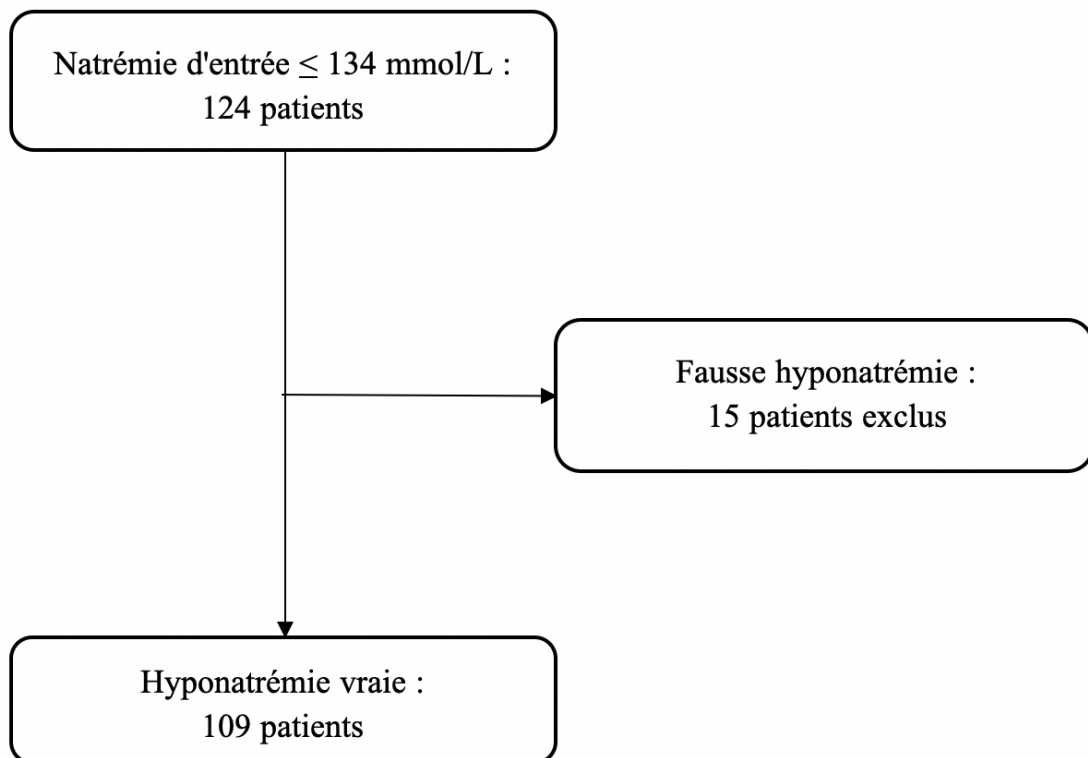 Natrémie d'entrée ≤ 134 mmol/L :
124 patients
Fausse hyponatrémie :
15 patients exclus
Hyponatrémie vraie :
109 patients